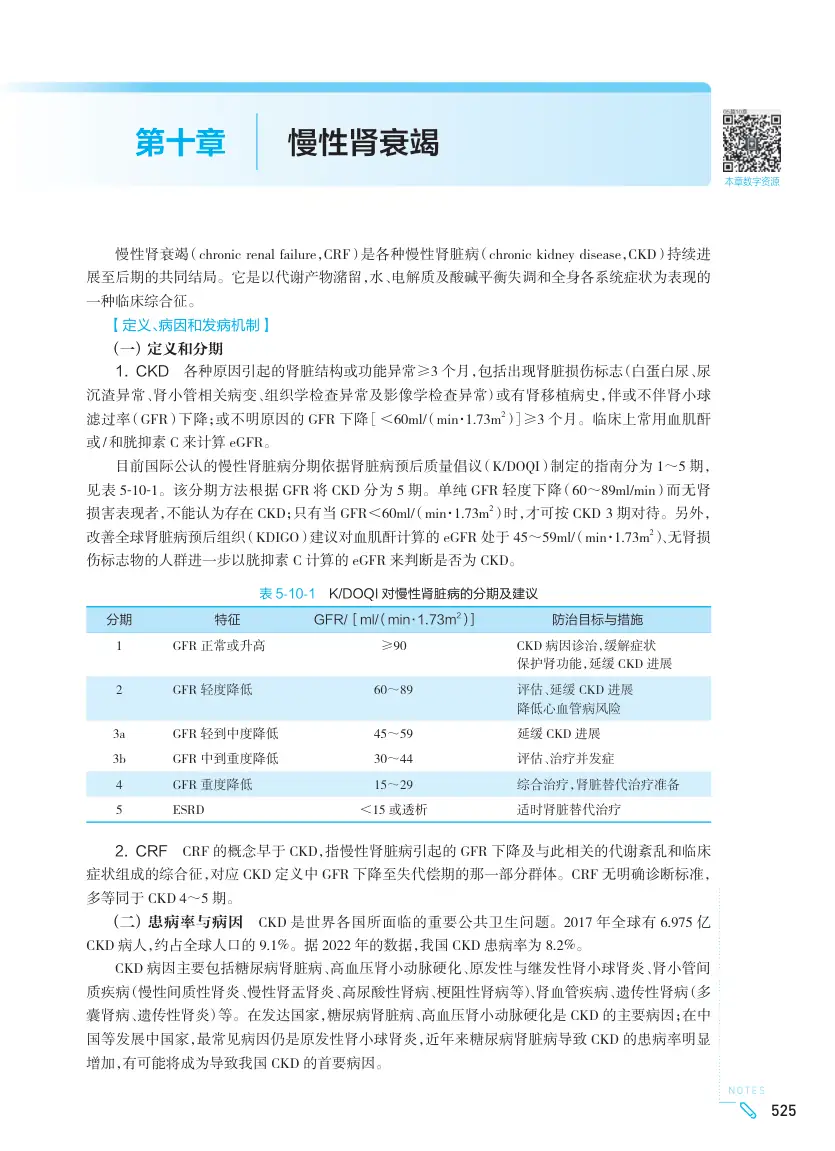 第十章
慢性肾衰竭
05篇10章
本章数字资源
慢性肾衰竭（chronic renal failure,CRF）是各种慢性肾脏病（chronic kidney disease,CKD）持续进
展至后期的共同结局。它是以代谢产物潴留,水、电解质及酸碱平衡失调和全身各系统症状为表现的
一种临床综合征。
【定义、病因和发病机制】
（一）定义和分期
1. CKD 各种原因引起的肾脏结构或功能异常≥3个月,包括出现肾脏损伤标志（白蛋白尿、尿
沉渣异常、肾小管相关病变、组织学检查异常及影像学检查异常）或有肾移植病史,伴或不伴肾小球
滤过率（GFR）下降；或不明原因的 GFR 下降[ <60ml/（min·1.73m²）]≥3个月。临床上常用血肌酐
或/和胱抑素 C 来计算 eGFR。
目前国际公认的慢性肾脏病分期依据肾脏病预后质量倡议（K/DOQI）制定的指南分为 1～5 期,
见表 5-10-1。该分期方法根据 GFR 将 CKD 分为 5 期。单纯 GFR 轻度下降（60～89ml/min）而无肾
损害表现者,不能认为存在 CKD；只有当 GFR<60ml/（min·1.73m²）时,才可按 CKD 3 期对待。另外,
改善全球肾脏病预后组织（KDIGO）建议对血肌酐计算的 eGFR 处于 45～59ml/（min·1.73m²）、无肾损
伤标志物的人群进一步以胱抑素 C 计算的 eGFR 来判断是否为 CKD。
表 5-10-1 K/DOQI 对慢性肾脏病的分期及建议
分期 特征 GFR/[ml/（min·1.73m²）] 防治目标与措施
1 GFR 正常或升高 ≥90 CKD 病因诊治,缓解症状
保护肾功能,延缓 CKD 进展
2 GFR 轻度降低 60～89 评估、延缓 CKD 进展
降低心血管病风险
3a GFR 轻到中度降低 45～59 延缓 CKD 进展
3b GFR 中到重度降低 30～44 评估、治疗并发症
4 GFR 重度降低 15～29 综合治疗,肾脏替代治疗准备
5 ESRD <15 或透析 适时肾脏替代治疗
2. CRF CRF 的概念早于 CKD,指慢性肾脏病引起的 GFR 下降及与此相关的代谢紊乱和临床
症状组成的综合征,对应 CKD 定义中 GFR 下降至失代偿期的那一部分群体。CRF 无明确诊断标准,
多等同于 CKD 4～5 期。
（二）患病率与病因 CKD 是世界各国所面临的重要公共卫生问题。2017 年全球有 6.975 亿
CKD 病人,约占全球人口的 9.1%。据 2022 年的数据,我国 CKD 患病率为 8.2%。
CKD 病因主要包括糖尿病肾脏病、高血压肾小动脉硬化、原发性与继发性肾小球肾炎、肾小管间
质疾病（慢性间质性肾炎、慢性肾盂肾炎、高尿酸性肾病、梗阻性肾病等）、肾血管疾病、遗传性肾病（多
囊肾病、遗传性肾炎）等。在发达国家,糖尿病肾脏病、高血压肾小动脉硬化是 CKD 的主要病因；在中
国等发展中国家,最常见病因仍是原发性肾小球肾炎,近年来糖尿病肾脏病导致 CKD 的患病率明显
增加,有可能将成为导致我国 CKD 的首要病因。
NOTES
525